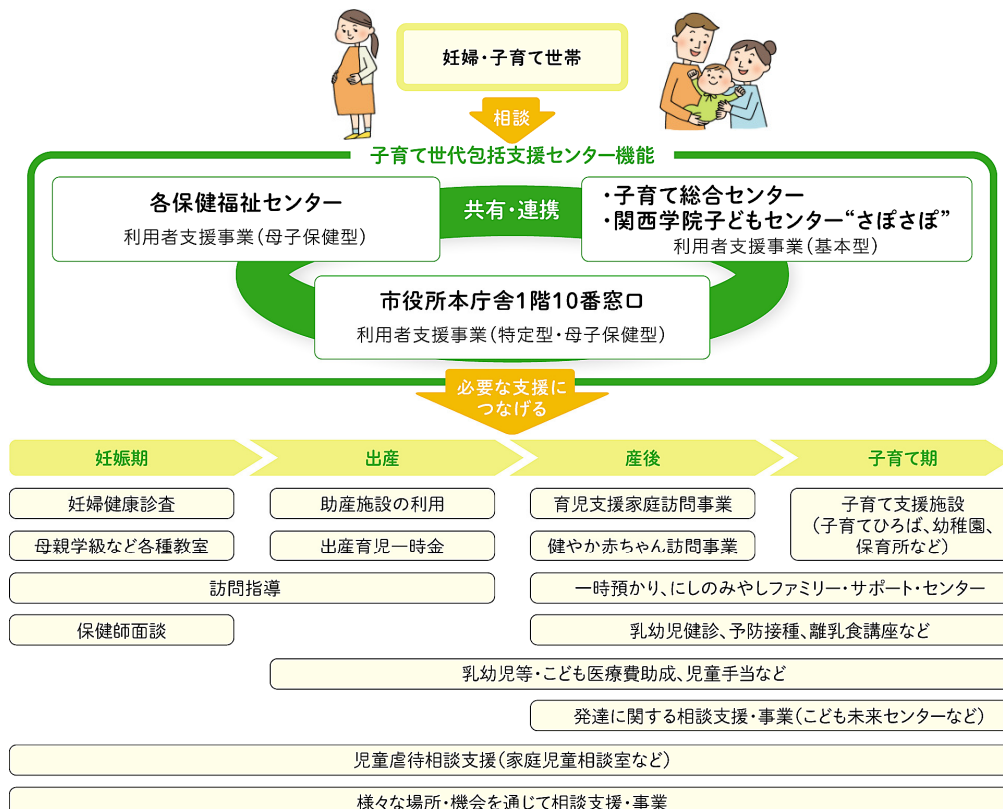 妊婦・子育て世帯
相談
子育て世代包括支援センター機能
各保健福祉センター
利用者支援事業(母子保健型)
共有・連携
・子育て総合センター
・関西学院子どもセンター“さぽさぽ”
利用者支援事業(基本型)
市役所本庁舎1階10番窓口
利用者支援事業(特定型・母子保健型)
必要な支援に
つなげる
妊娠期
出産
産後
子育て期
妊婦健康診査
助産施設の利用
育児支援家庭訪問事業
子育て支援施設
(子育てひろば、幼稚園、
保育所など)
母親学級など各種教室
出産育児一時金
健やか赤ちゃん訪問事業
訪問指導
一時預かり、にしのみやしファミリー・サポート・センター
保健師面談
乳幼児健診、予防接種、離乳食講座など
乳幼児等・こども医療費助成、児童手当など
発達に関する相談支援・事業(こども未来センターなど)
児童虐待相談支援(家庭児童相談室など)
様々な場所・機会を通じて相談支援・事業